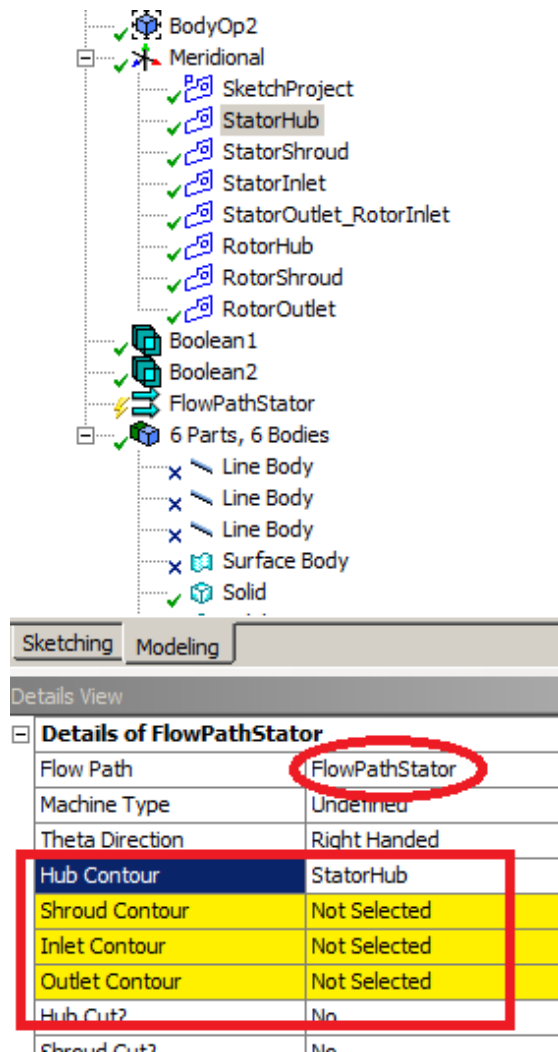 BodyOp2
Meridional
SketchProject
StatorHub
StatorShroud
StatorInlet
StatorOutlet_RotorInlet
RotorHub
RotorShroud
RotorOutlet
Boolean1
Boolean2
FlowPathStator
6 Parts, 6 Bodies
Line Body
Line Body
Line Body
Surface Body
Solid
Sketching Modeling
Details View
Details of FlowPathStator
Flow Path FlowPathStator
Machine Type Undefined
Theta Direction Right Handed
Hub Contour StatorHub
Shroud Contour Not Selected
Inlet Contour Not Selected
Outlet Contour Not Selected
Hub Cut? No
Shroud Cut? No